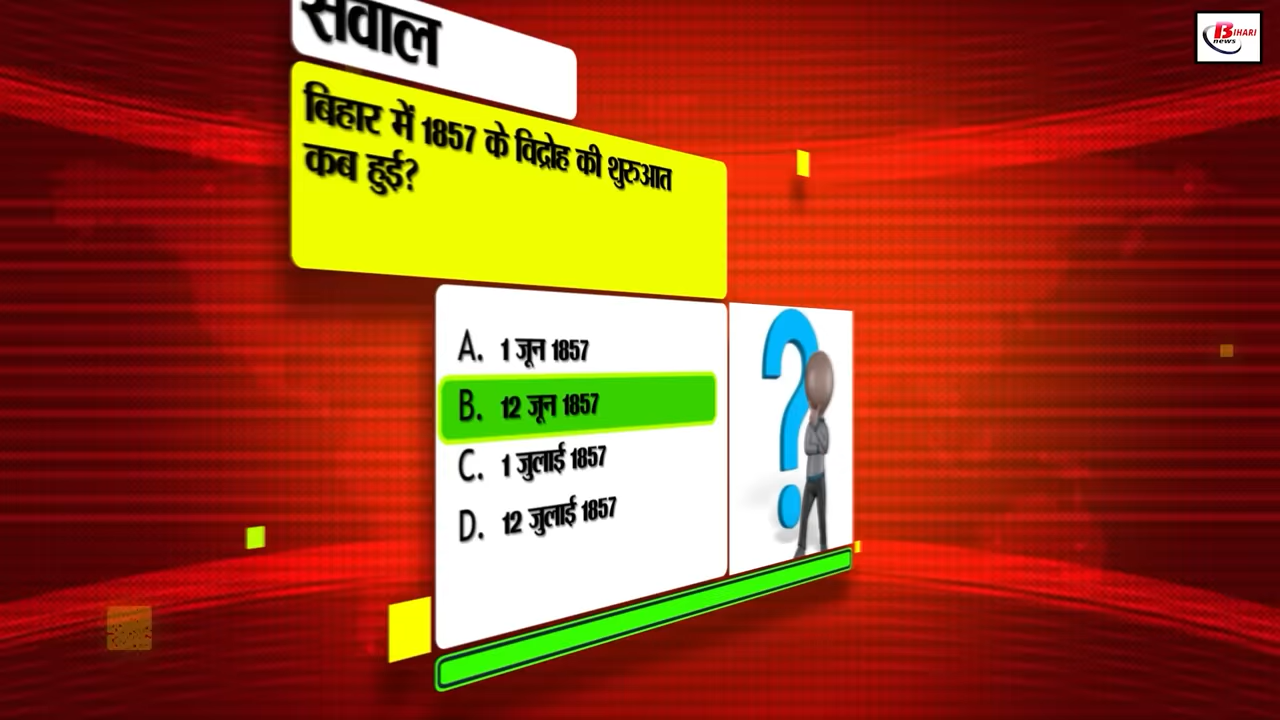 सवाल
बिहार में 1857 के विद्रोह की शुरुआत
कब हुई?
A. 1 जून 1857
B. 12 जून 1857
C. 1 जुलाई 1857
D. 12 जुलाई 1857
BIHARI
news